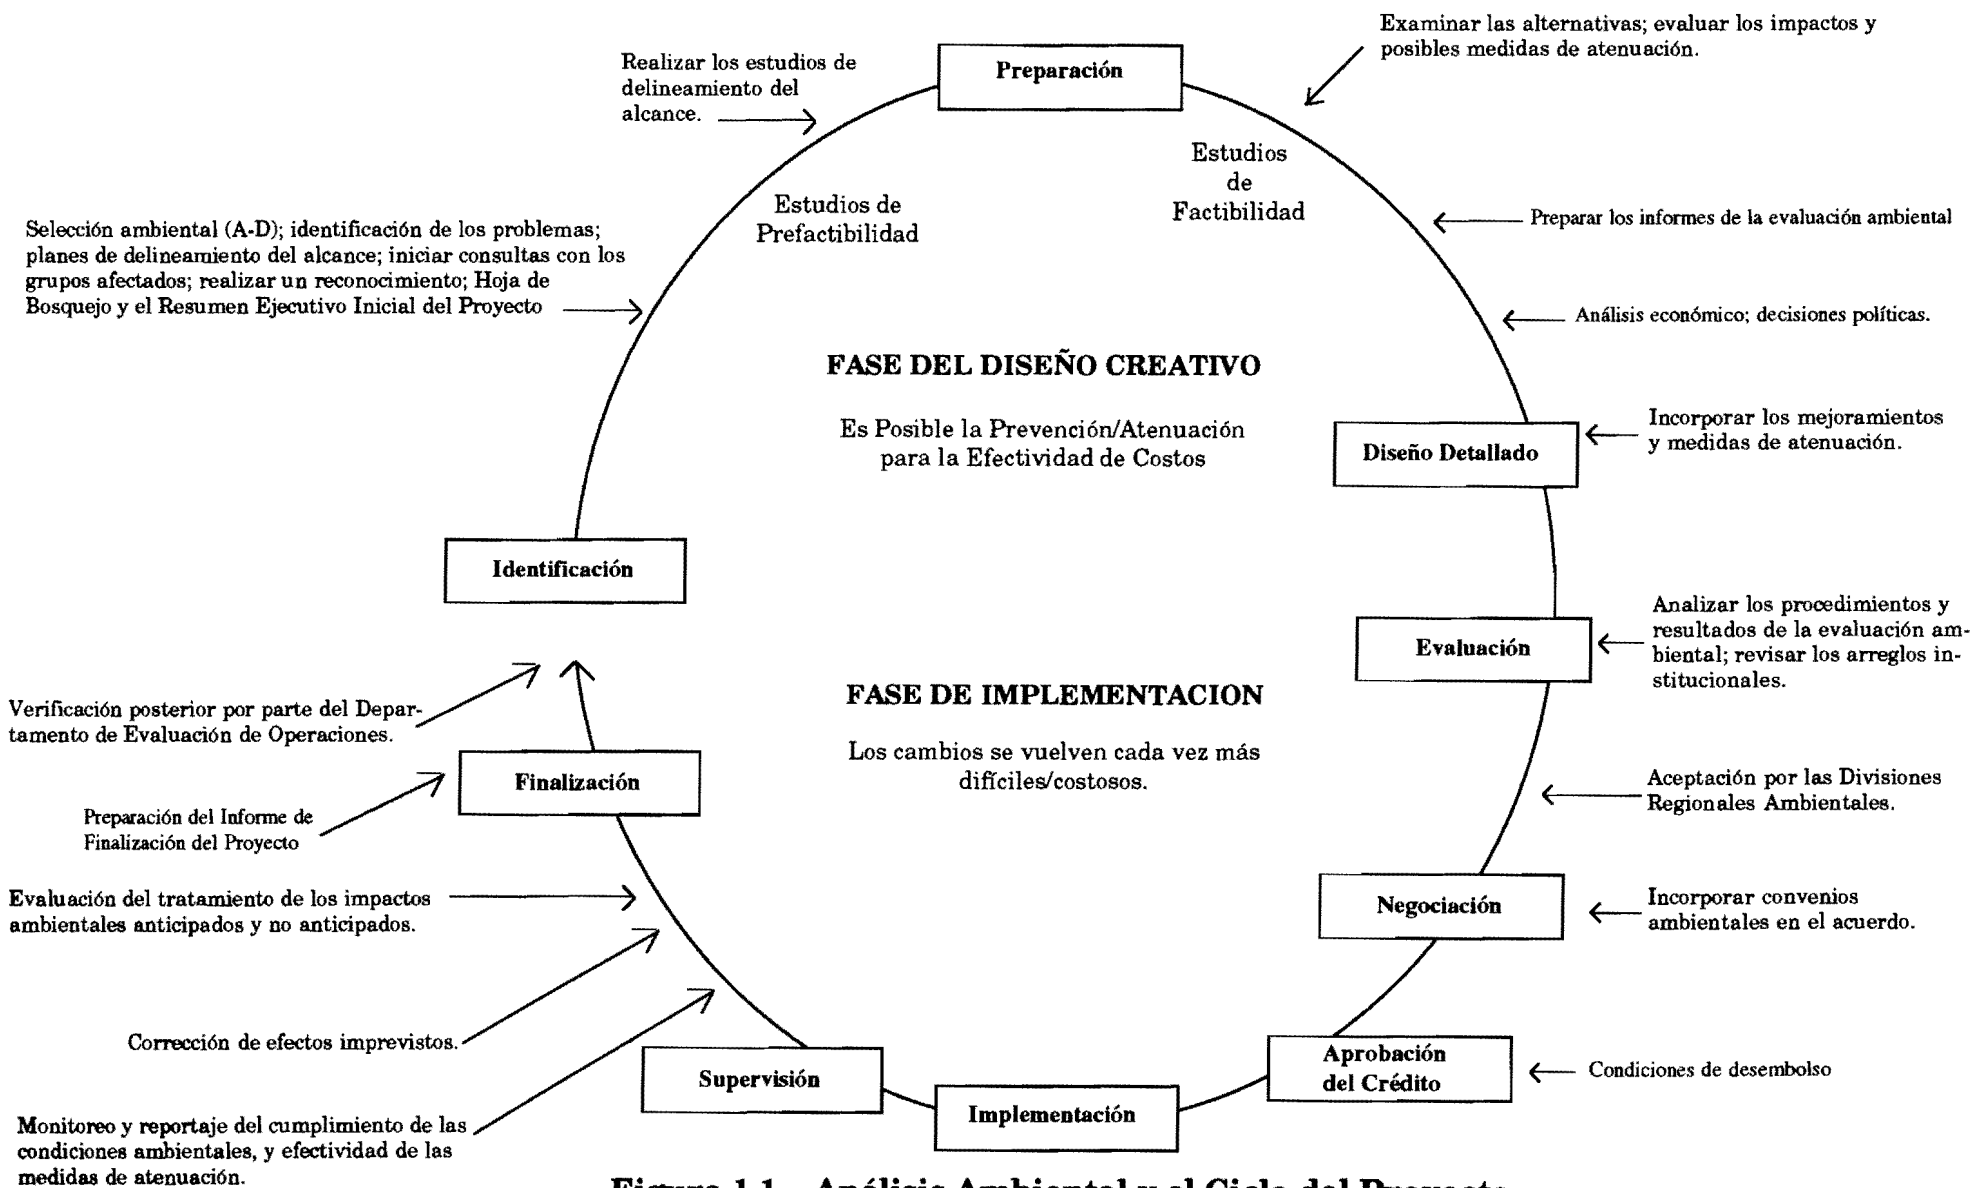 Examinar las alternativas; evaluar los impactos y
posibles medidas de atenuación.
Preparación
Realizar los estudios de
delineamiento del
alcance.
Estudios
de
Factibilidad
Estudios de
Prefactibilidad
Preparar los informes de la evaluación ambiental
Selección ambiental (A-D); identificación de los problemas;
planes de delineamiento del alcance; iniciar consultas con los
grupos afectados; realizar un reconocimiento; Hoja de
Bosquejo y el Resumen Ejecutivo Inicial del Proyecto
Análisis económico; decisiones políticas.
FASE DEL DISEÑO CREATIVO
Es Posible la Prevención/Atenuación
para la Efectividad de Costos
Incorporar los mejoramientos
y medidas de atenuación.
Diseño Detallado
Identificación
Analizar los procedimientos y
resultados de la evaluación am-
biental; revisar los arreglos in-
stitucionales.
Evaluación
FASE DE IMPLEMENTACION
Los cambios se vuelven cada vez más
difíciles/costosos.
Verificación posterior por parte del Depar-
tamento de Evaluación de Operaciones.
Finalización
Aceptación por las Divisiones
Regionales Ambientales.
Preparación del Informe de
Finalización del Proyecto
Negociación
Incorporar convenios
ambientales en el acuerdo.
Evaluación del tratamiento de los impactos
ambientales anticipados y no anticipados.
Corrección de efectos imprevistos.
Aprobación
del Crédito
Condiciones de desembolso
Supervisión
Implementación
Monitoreo y reportaje del cumplimiento de las
condiciones ambientales, y efectividad de las
medidas de atenuación.
Figura 1.1 Análisis Ambiental y el Ciclo del Proyecto